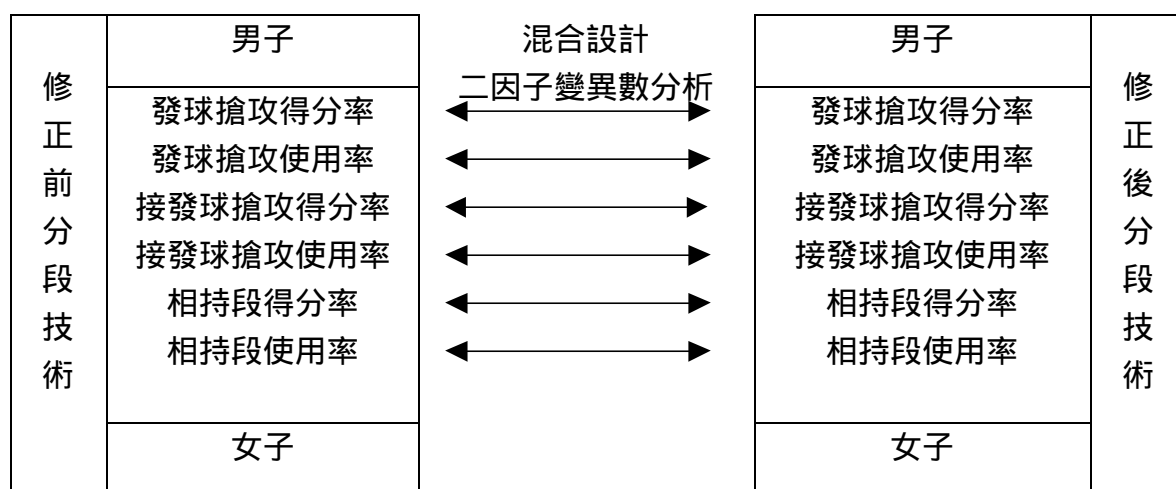 修正前分段技術
男子
發球搶攻得分率
發球搶攻使用率
接發球搶攻得分率
接發球搶攻使用率
相持段得分率
相持段使用率
女子
混合設計
二因子變異數分析
男子
發球搶攻得分率
發球搶攻使用率
接發球搶攻得分率
接發球搶攻使用率
相持段得分率
相持段使用率
女子
修正後分段技術